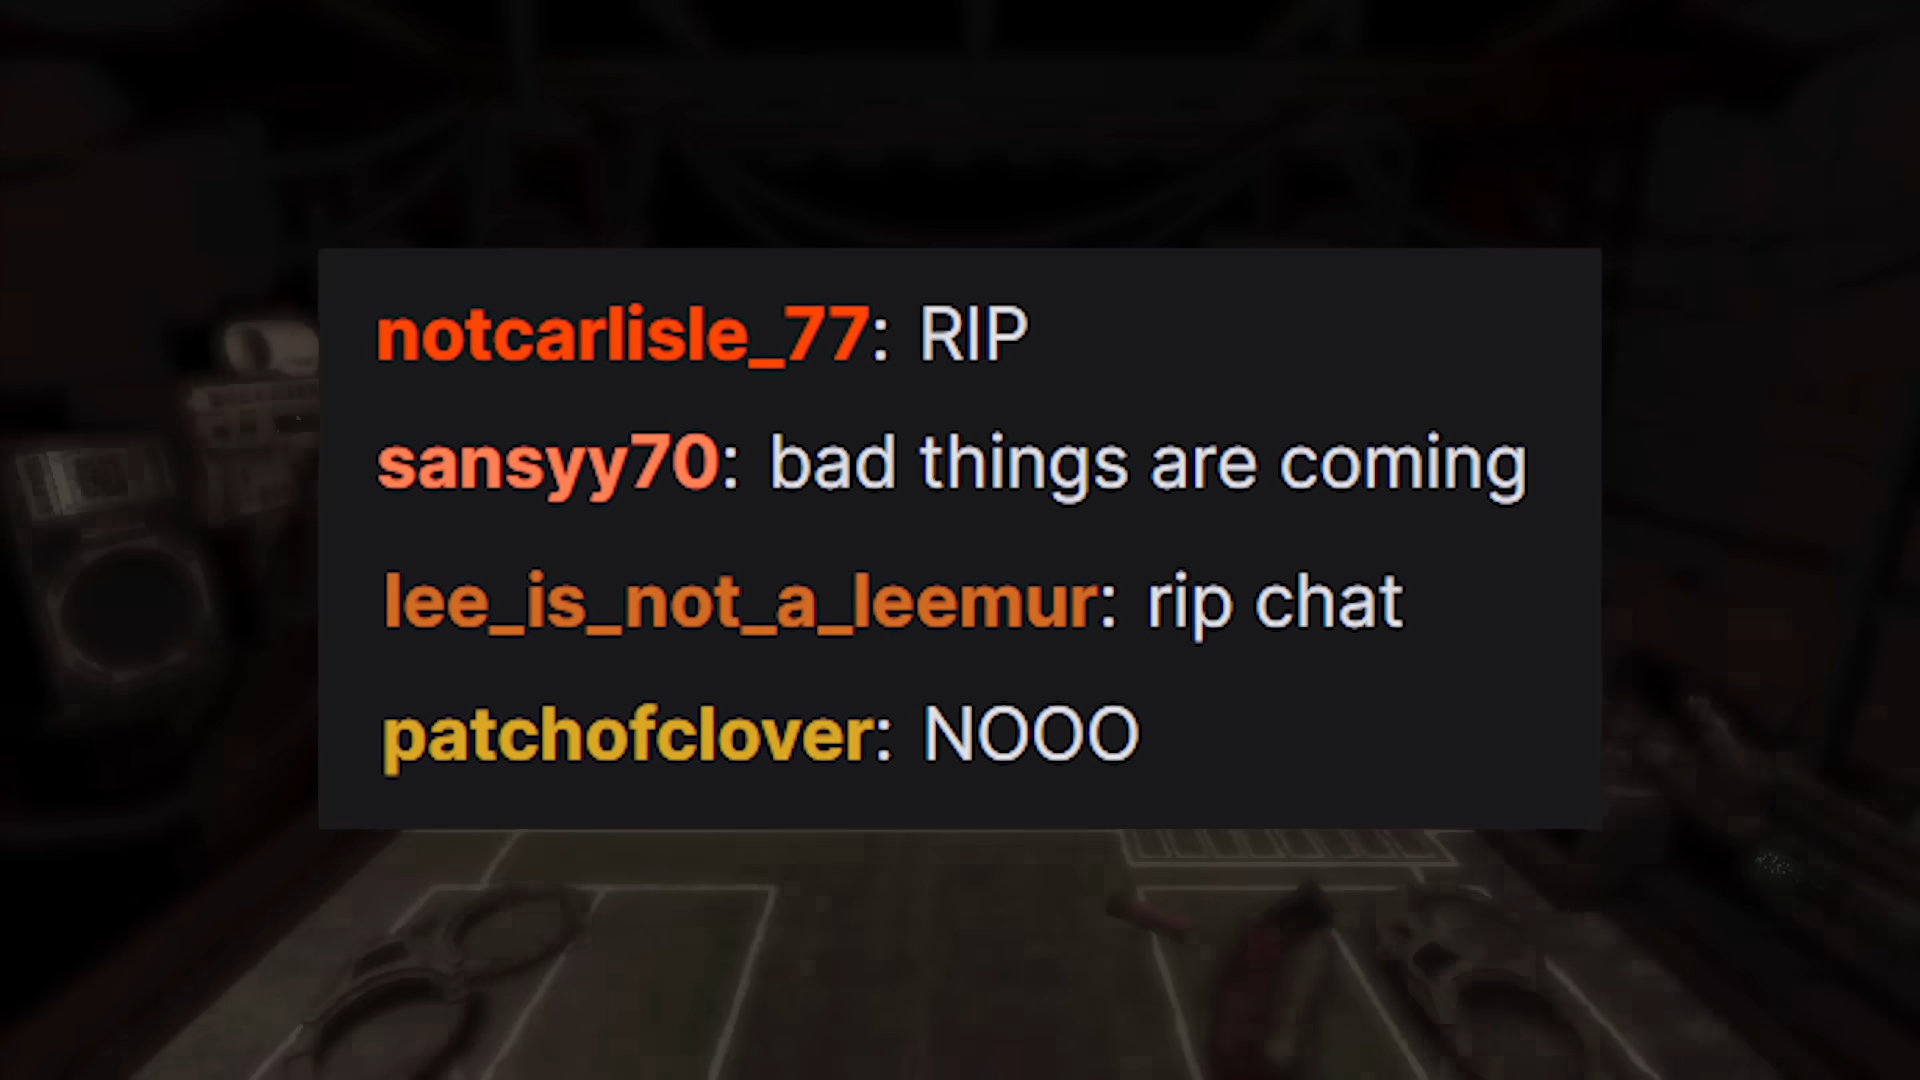 notcarlisle_77: RIP
sansyy70: bad things are coming
lee_is_not_a_leemur: rip chat
patchofclover: NOOO